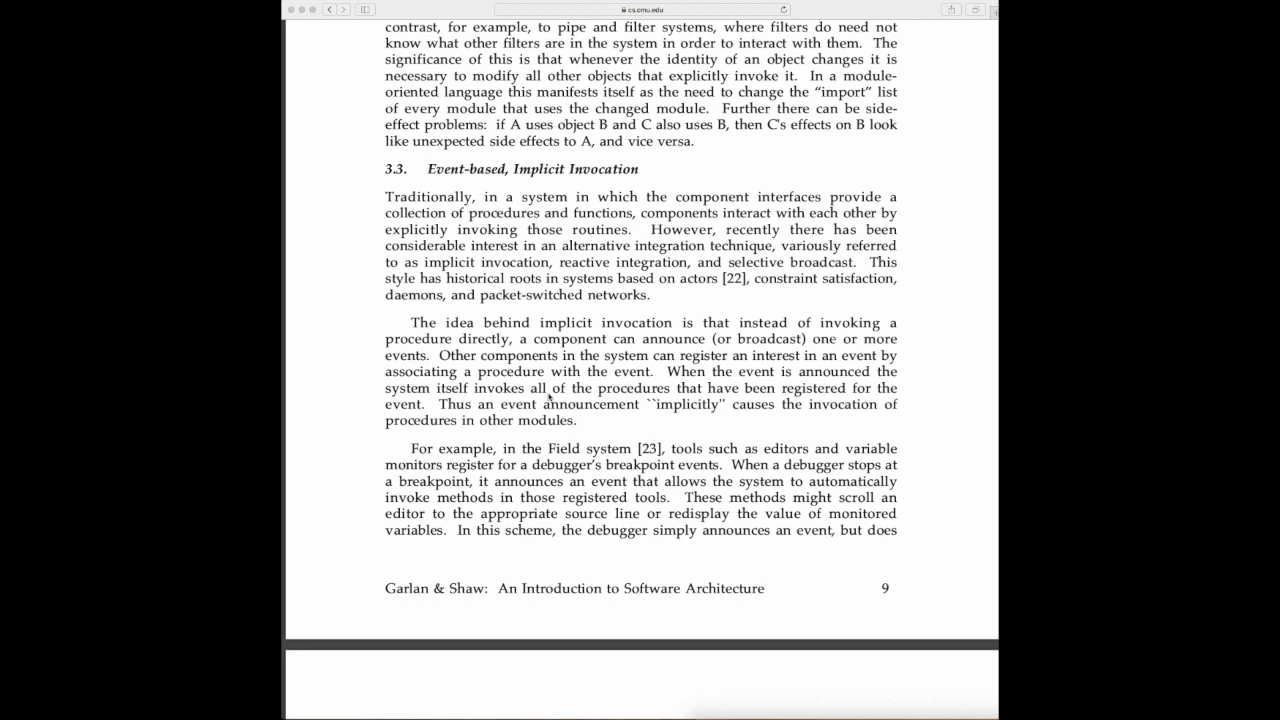 cs.cmu.edu
contrast, for example, to pipe and filter systems, where filters do need not
know what other filters are in the system in order to interact with them. The
significance of this is that whenever the identity of an object changes it is
necessary to modify all other objects that explicitly invoke it. In a module-
oriented language this manifests itself as the need to change the “import” list
of every module that uses the changed module. Further there can be side-
effect problems: if A uses object B and C also uses B, then C's effects on B look
like unexpected side effects to A, and vice versa.
3.3. Event-based, Implicit Invocation
Traditionally, in a system in which the component interfaces provide a
collection of procedures and functions, components interact with each other by
explicitly invoking those routines. However, recently there has been
considerable interest in an alternative integration technique, variously referred
to as implicit invocation, reactive integration, and selective broadcast. This
style has historical roots in systems based on actors [22], constraint satisfaction,
daemons, and packet-switched networks.
The idea behind implicit invocation is that instead of invoking a
procedure directly, a component can announce (or broadcast) one or more
events. Other components in the system can register an interest in an event by
associating a procedure with the event. When the event is announced the
system itself invokes all of the procedures that have been registered for the
event. Thus an event announcement ``implicitly'' causes the invocation of
procedures in other modules.
For example, in the Field system [23], tools such as editors and variable
monitors register for a debugger’s breakpoint events. When a debugger stops at
a breakpoint, it announces an event that allows the system to automatically
invoke methods in those registered tools. These methods might scroll an
editor to the appropriate source line or redisplay the value of monitored
variables. In this scheme, the debugger simply announces an event, but does
Garlan & Shaw: An Introduction to Software Architecture 9